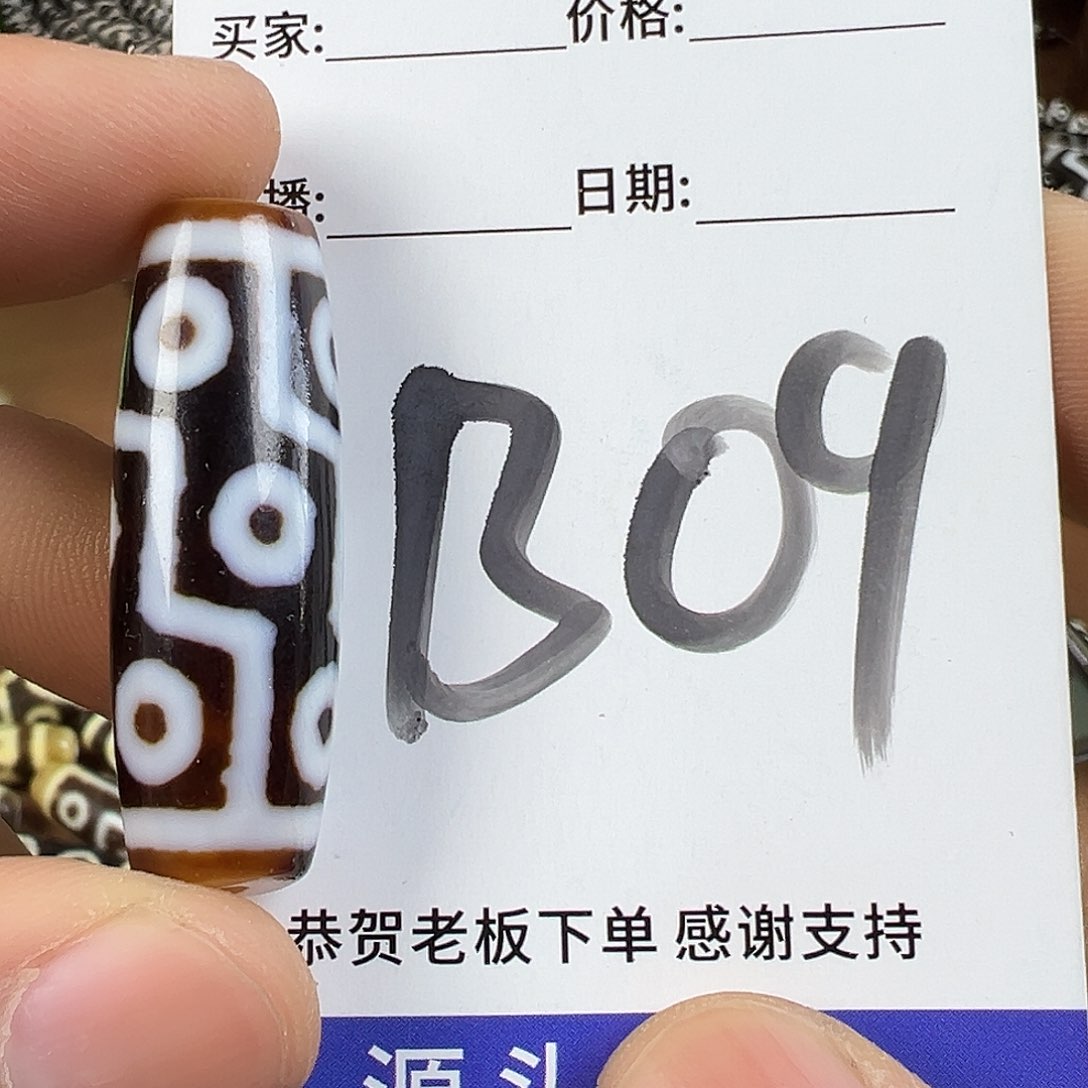 买家: 价格:
播: 日期:
B09
恭贺老板下单 感谢支持
源头